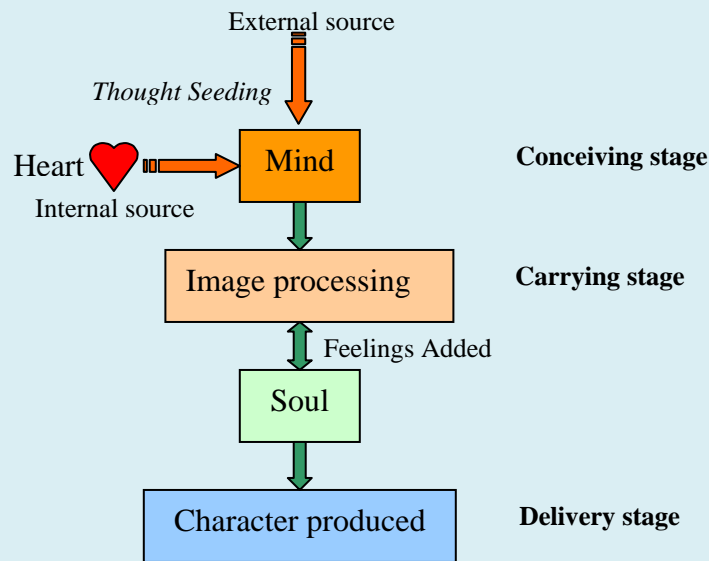 External source
Thought Seeding
Heart
Internal source
Mind
Conceiving stage
Image processing
Carrying stage
Feelings Added
Soul
Character produced
Delivery stage